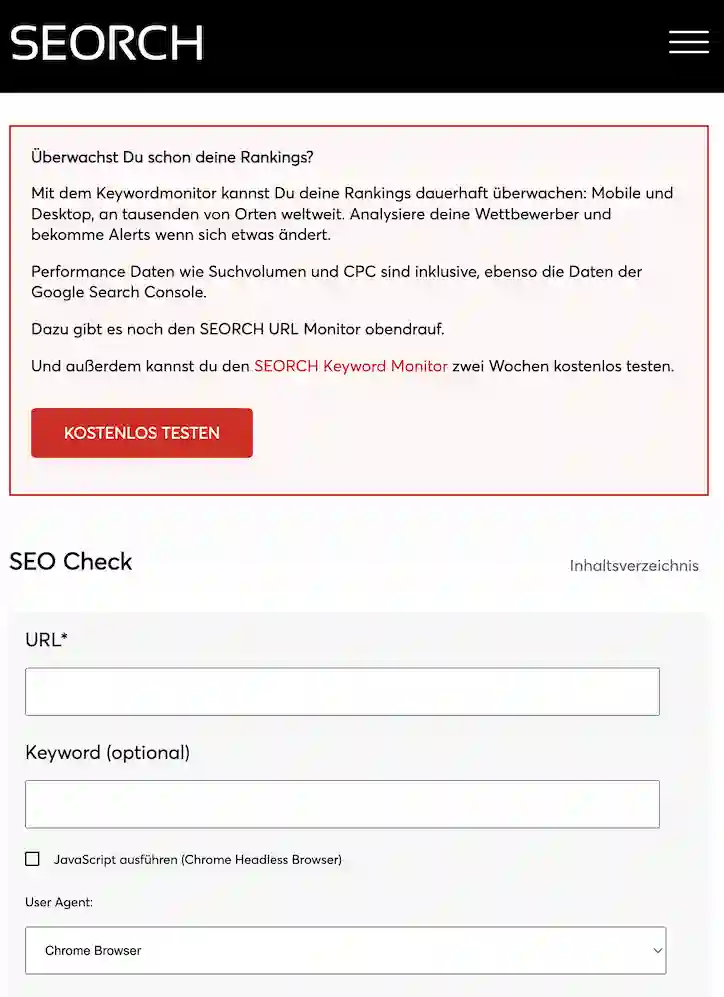 SEORCH
Überwachst Du schon deine Rankings?
Mit dem Keywordmonitor kannst Du deine Rankings dauerhaft überwachen: Mobile und
Desktop, an tausenden von Orten weltweit. Analysiere deine Wettbewerber und
bekomme Alerts wenn sich etwas ändert.
Performance Daten wie Suchvolumen und CPC sind inklusive, ebenso die Daten der
Google Search Console.
Dazu gibt es noch den SEORCH URL Monitor obendrauf.
Und außerdem kannst du den SEORCH Keyword Monitor zwei Wochen kostenlos testen.
KOSTENLOS TESTEN
SEO Check
Inhaltsverzeichnis
URL*
Keyword (optional)
JavaScript ausführen (Chrome Headless Browser)
User Agent:
Chrome Browser